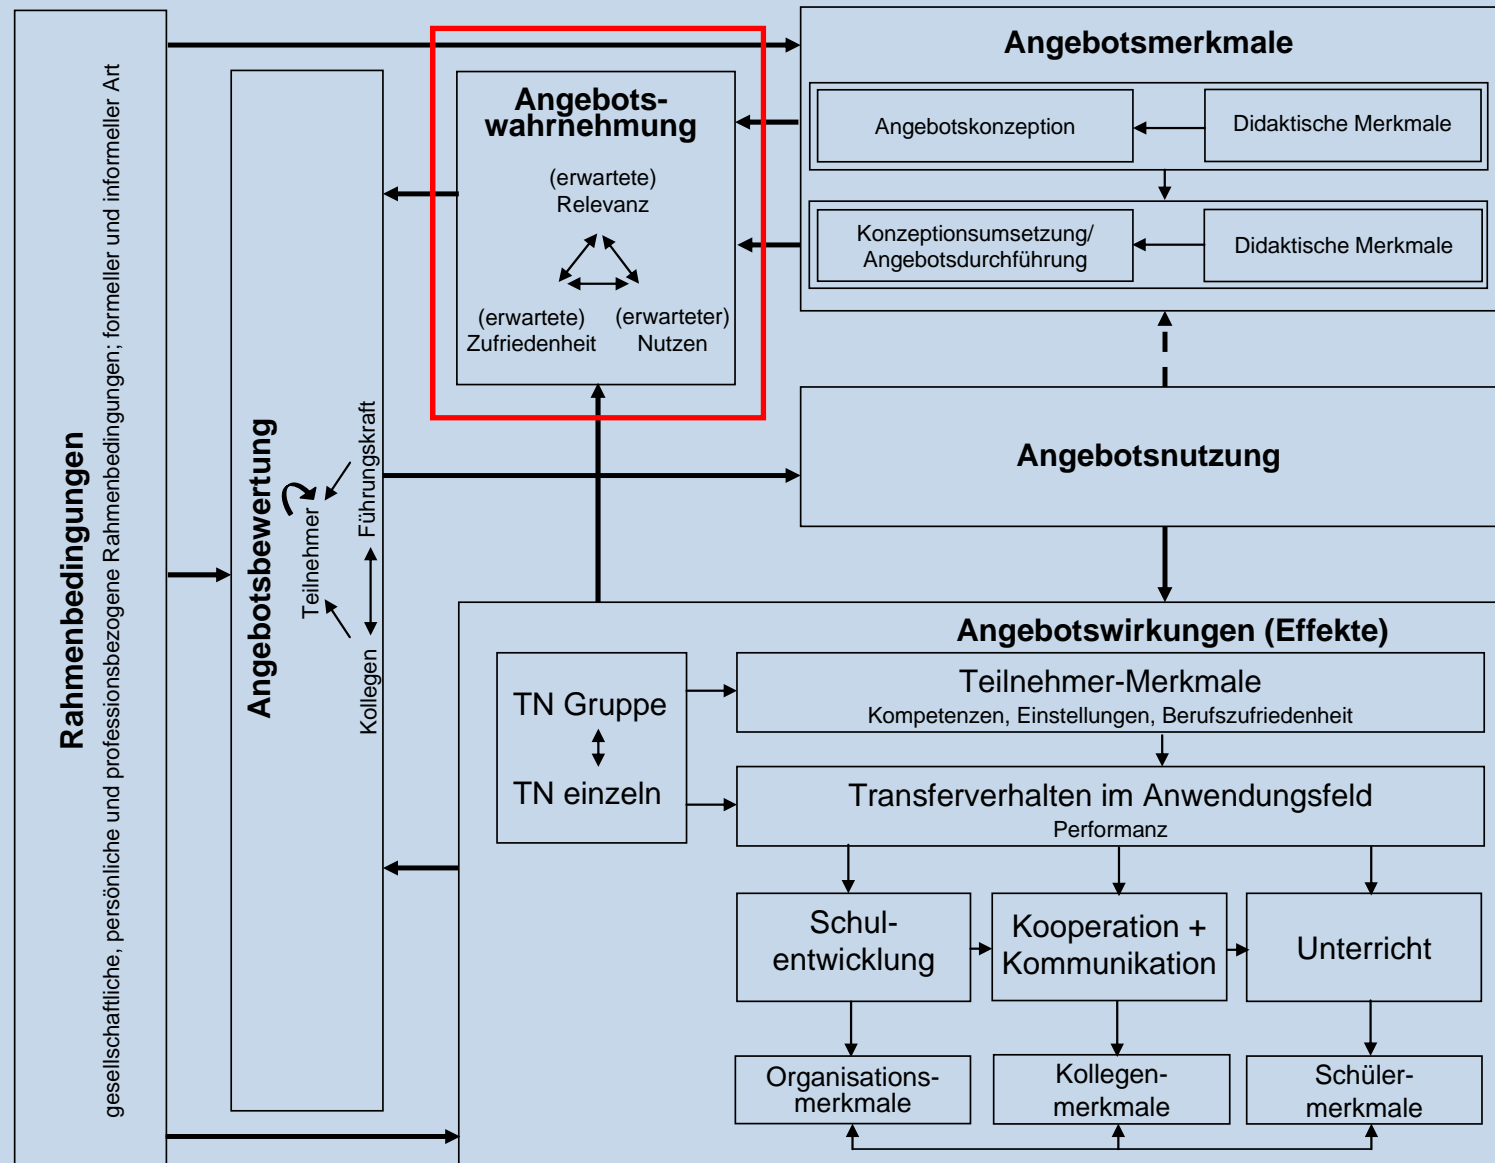 Rahmenbedingungen
gesellschaftliche, persönliche und professionsbezogene Rahmenbedingungen; formeller und informeller Art
Angebotsbewertung
Teilnehmer
Führungskraft
Kollegen
Angebots-
wahrnehmung
(erwartete)
Relevanz
(erwartete)
Zufriedenheit
(erwarteter)
Nutzen
Angebotsmerkmale
Angebotskonzeption
Didaktische Merkmale
Konzeptionsumsetzung/
Angebotsdurchführung
Didaktische Merkmale
Angebotsnutzung
Angebotswirkungen (Effekte)
TN Gruppe
TN einzeln
Teilnehmer-Merkmale
Kompetenzen, Einstellungen, Berufszufriedenheit
Transferverhalten im Anwendungsfeld
Performanz
Schul-
entwicklung
Kooperation +
Kommunikation
Unterricht
Organisations-
merkmale
Kollegen-
merkmale
Schüler-
merkmale